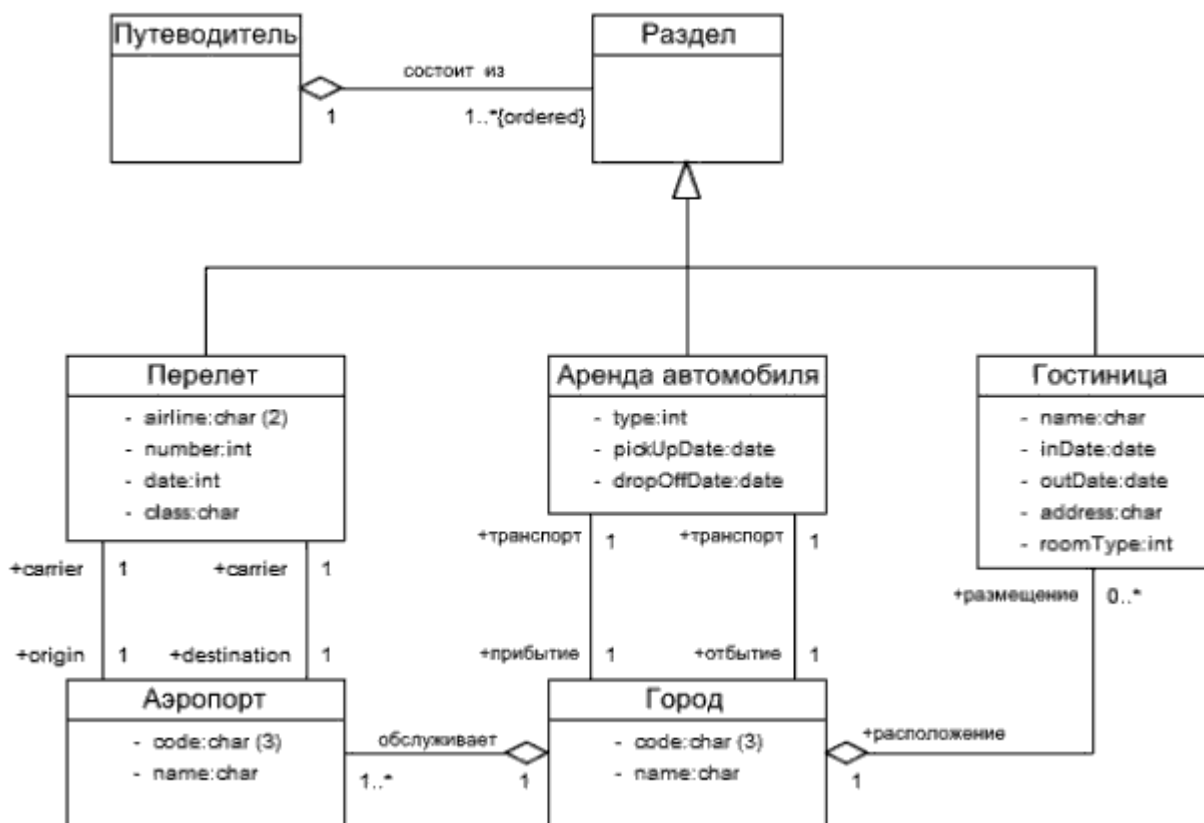 Путеводитель
Раздел
состоит из
1
1..*{ordered}
Перелет
- airline:char (2)
- number:int
- date:int
- class:char
Аренда автомобиля
- type:int
- pickUpDate:date
- dropOffDate:date
Гостиница
- name:char
- inDate:date
- outDate:date
- address:char
- roomType:int
+carrier 1 +carrier 1
+origin 1 +destination 1
+транспорт 1 +транспорт 1
+прибытие 1 +отбытие 1
+размещение 0..*
Аэропорт
- code:char (3)
- name:char
обслуживает
1..* 1
Город
- code:char (3)
- name:char
+расположение
1